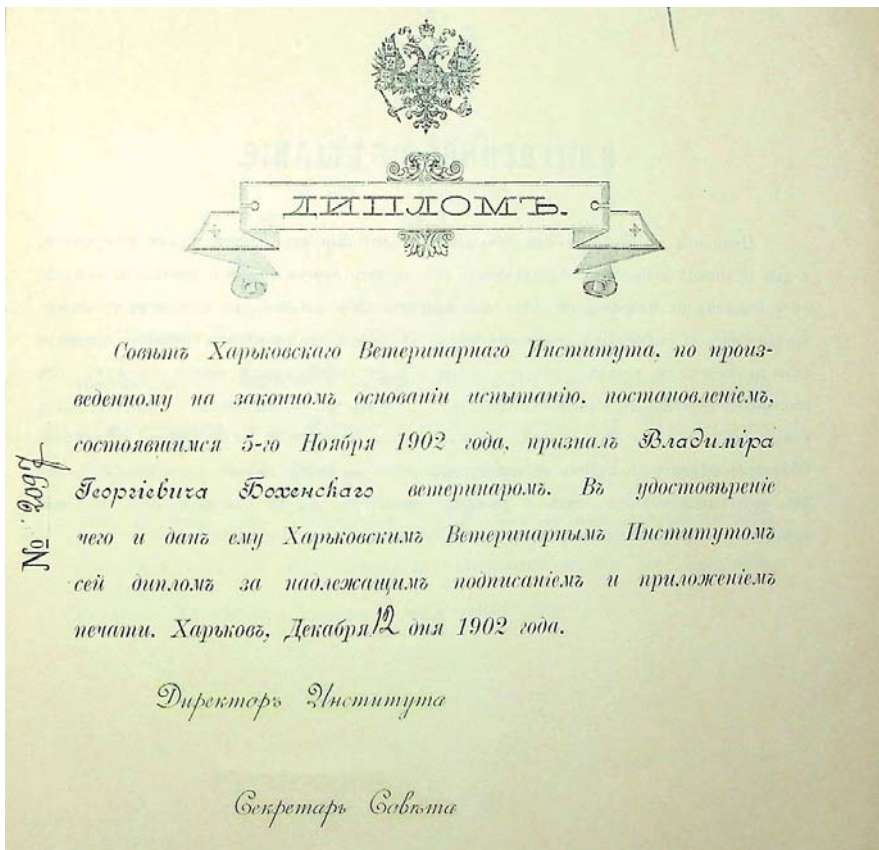 ДИПЛОМЪ.
Совѣтъ Харьковскаго Ветеринарнаго Института, по произ-
веденному на законномъ основаніи испытанію, постановленіемъ,
состоявшимся 5-го Ноября 1902 года, призналъ Владиміра
Георгіевича Боженскаго ветеринаромъ. Въ удостовѣреніе
чего и данъ ему Харьковскимъ Ветеринарнымъ Институтомъ
сей дипломъ за надлежащимъ подписаніемъ и приложеніемъ
печати. Харьковъ, Декабря 12 дня 1902 года.
№ 2097
Директоръ Института
Секретарь Совѣта